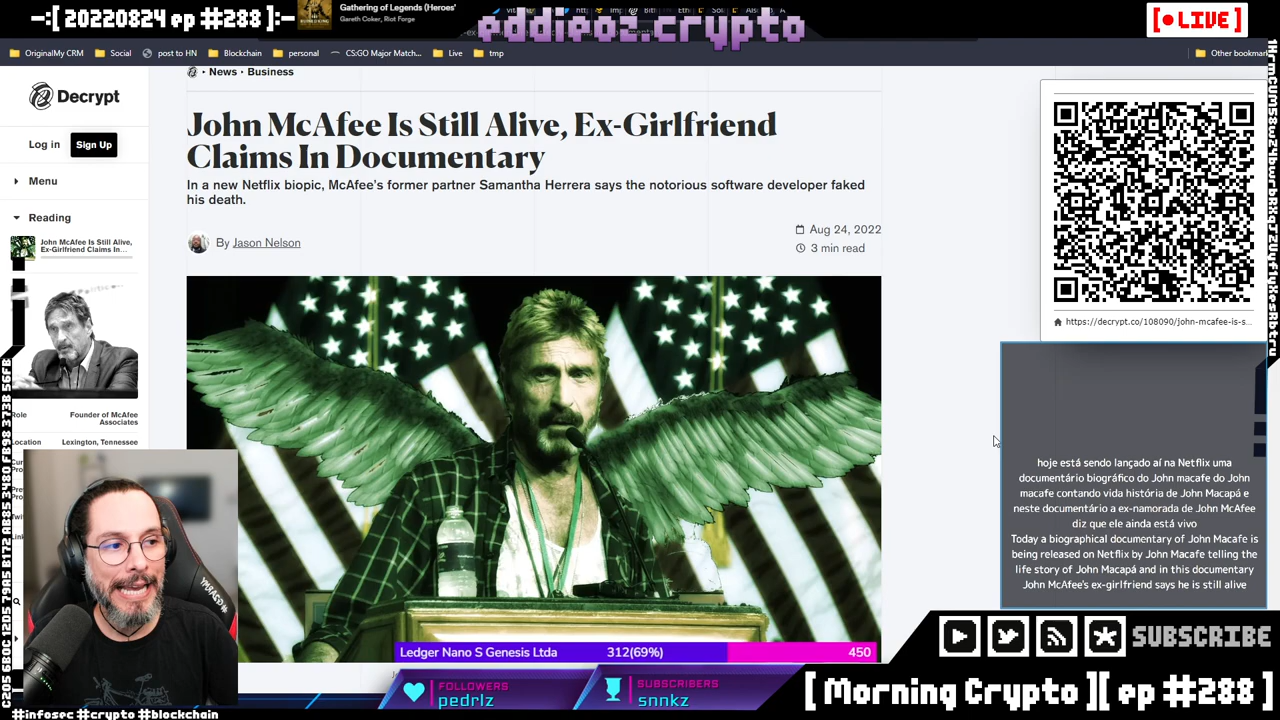 -:[ 20220824 ep #288 ]:-
Gathering of Legends (Heroes'
Gareth Coker, Riot Forge
eddieoz.crypto
[ • LIVE ]
OriginalMy CRM
Social
post to HN
Blockchain
personal
CS:GO Major Match...
Live
tmp
Other bookmar
Decrypt
Log in
Sign Up
Menu
Reading
John McAfee Is Still Alive,
Ex-Girlfriend Claims In...
Role
Founder of McAfee
Associates
ocation
Lexington, Tennessee
• News • Business
John McAfee Is Still Alive, Ex-Girlfriend
Claims In Documentary
In a new Netflix biopic, McAfee's former partner Samantha Herrera says the notorious software developer faked
his death.
By Jason Nelson
Aug 24, 2022
3 min read
https://decrypt.co/108090/john-mcafee-is-s...
hoje está sendo lançado aí na Netflix uma
documentário biográfico do John macafe do John
macafe contando vida história de John Macapá e
neste documentário a ex-namorada de John McAfee
diz que ele ainda está vivo
Today a biographical documentary of John Macafe is
being released on Netflix by John Macafe telling the
life story of John Macapá and in this documentary
John McAfee's ex-girlfriend says he is still alive
Ledger Nano S Genesis Ltda
312(69%)
450
FOLLOWERS
pedrlz
SUBSCRIBERS
snnkz
SUBSCRIBE
[ Morning Crypto ][ ep #288 ]
#infosec #crypto #blockchain